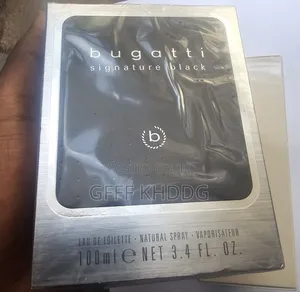 bugatti
signature black
b
GFFF KHDDG
EAU DE TOILETTE · NATURAL SPRAY · VAPORISATEUR
100ml e NET 3.4 FL. OZ.